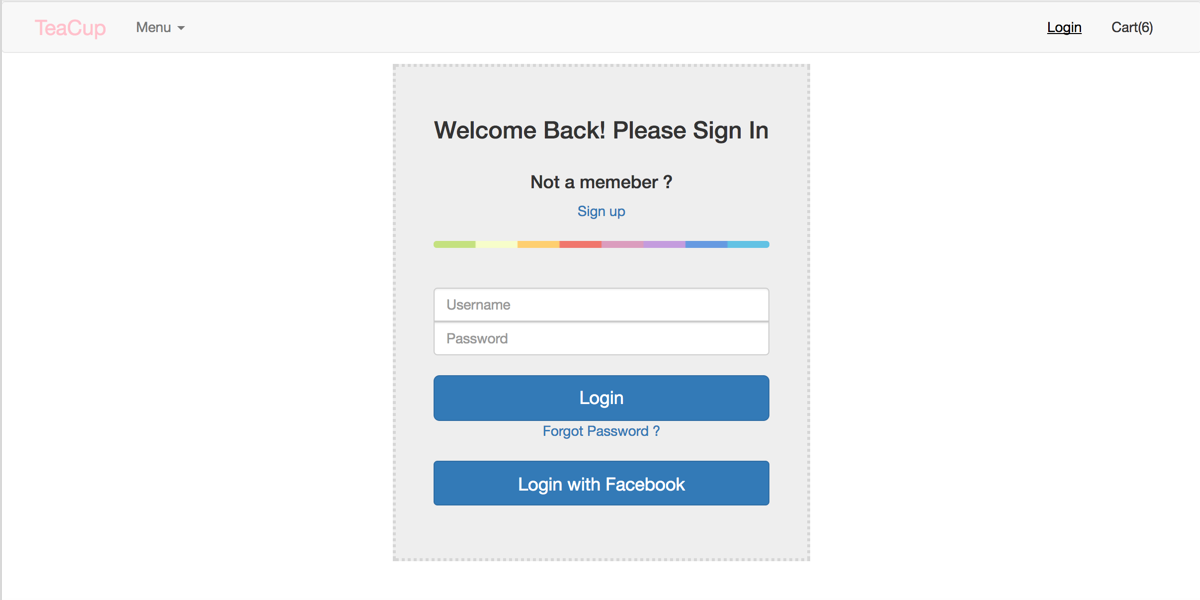 TeaCup Menu Login Cart(6)
Welcome Back! Please Sign In
Not a memeber ?
Sign up
Username
Password
Login
Forgot Password ?
Login with Facebook